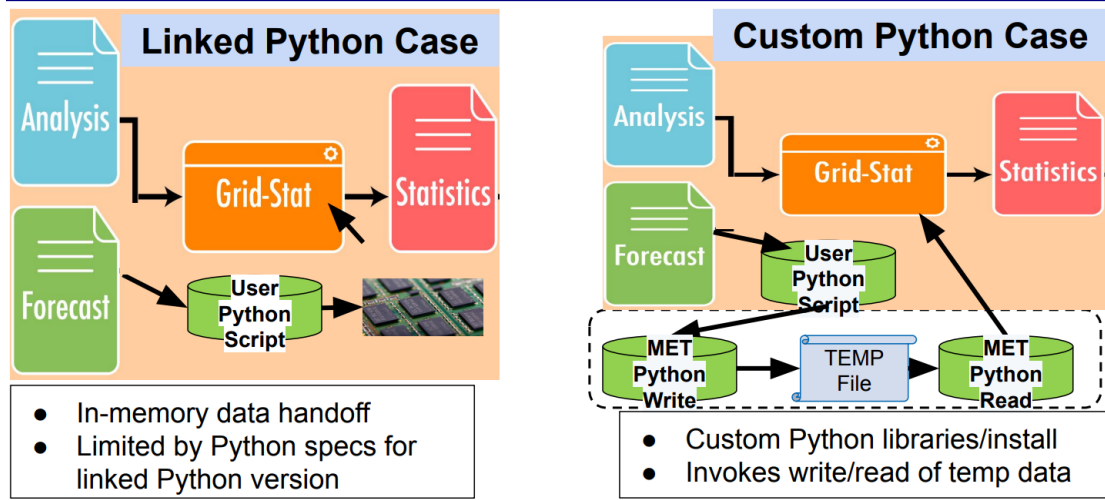 Linked Python Case
Analysis
Grid-Stat
Statistics
Forecast
User
Python
Script
● In-memory data handoff
● Limited by Python specs for
linked Python version
Custom Python Case
Analysis
Grid-Stat
Statistics
Forecast
User
Python
Script
MET
Python
Write
TEMP
File
MET
Python
Read
● Custom Python libraries/install
● Invokes write/read of temp data